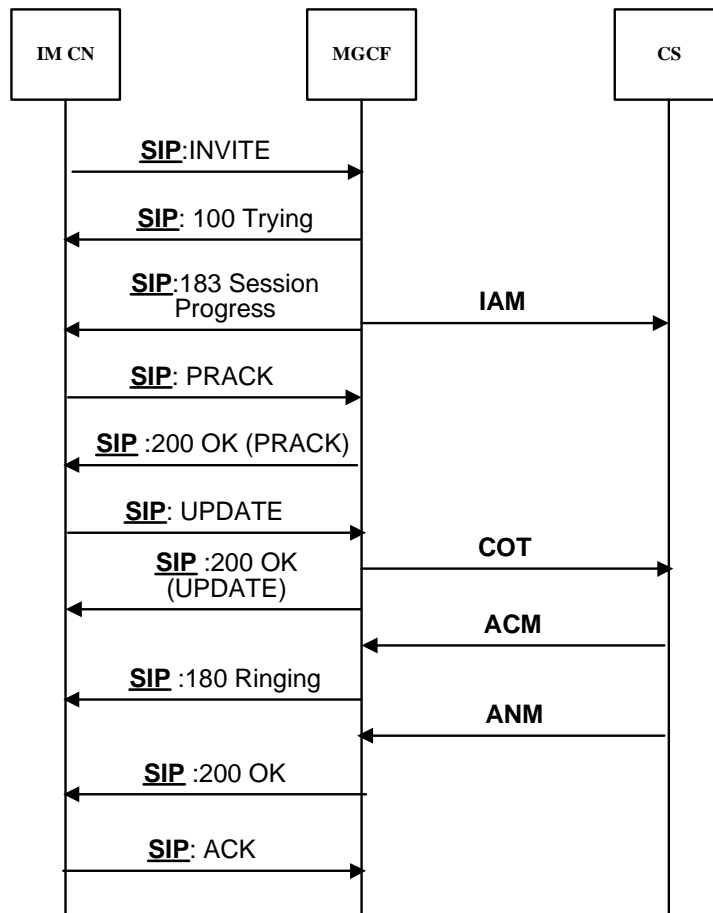 IM CN
MGCF
CS
SIP:INVITE
SIP: 100 Trying
SIP:183 Session
Progress
IAM
SIP: PRACK
SIP :200 OK (PRACK)
SIP: UPDATE
COT
SIP :200 OK
(UPDATE)
ACM
SIP :180 Ringing
ANM
SIP :200 OK
SIP: ACK